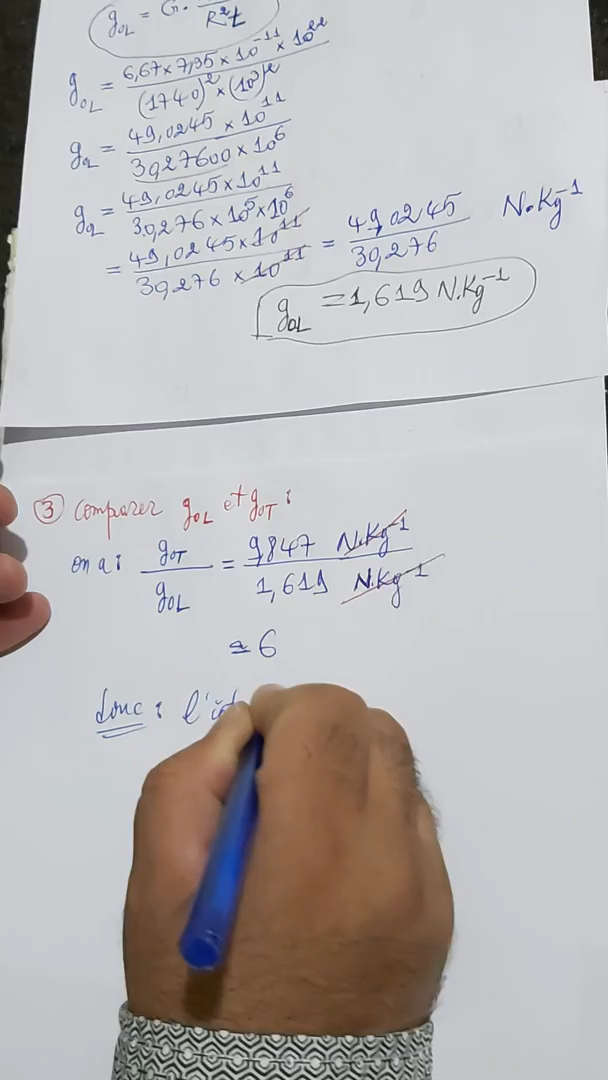 g₀L = G.
R²L
g₀L = 6,67 × 7,35 × 10⁻¹¹ × 10²² / (1740)² × (10³)²
g₀L = 49,0245 × 10¹¹ / 3027600 × 10⁶
g₀L = 49,0245 × 10¹¹ / 30,276 × 10⁵ × 10⁶
= 49,0245 × 10¹¹ / 30,276 × 10¹¹ = 49,0245 / 30,276 N.Kg⁻¹
g₀L = 1,619 N.Kg⁻¹
③ Comparer g₀L et g₀T :
on a : g₀T / g₀L = 9,847 N.Kg⁻¹ / 1,619 N.Kg⁻¹
≃ 6
donc :